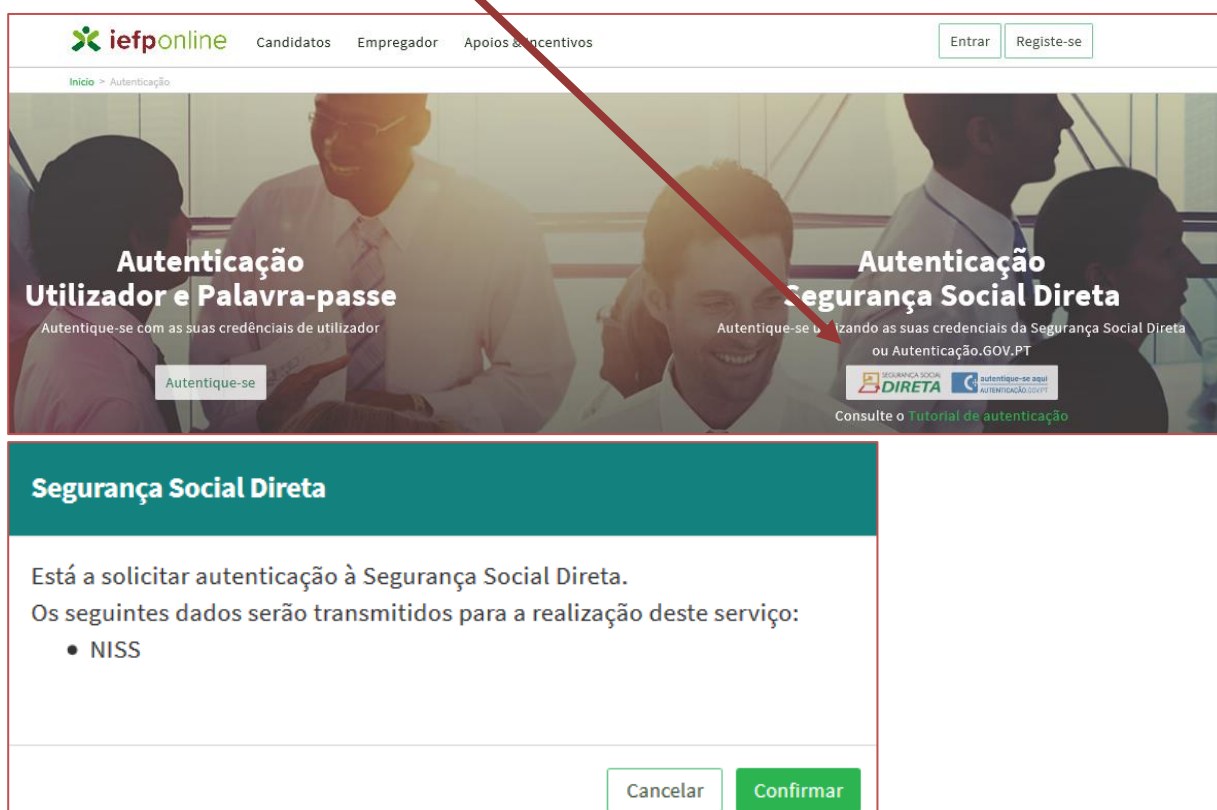 iefponline Candidatos Empregador Apoios & Incentivos Entrar Registe-se
Início > Autenticação
Autenticação
Utilizador e Palavra-passe
Autentique-se com as suas credênciais de utilizador
Autentique-se
Autenticação
Segurança Social Direta
Autentique-se utilizando as suas credenciais da Segurança Social Direta
ou Autenticação.GOV.PT
SEGURANÇA SOCIAL
DIRETA
autentique-se aqui
AUTENTICAÇÃO.GOV.PT
Consulte o Tutorial de autenticação
Segurança Social Direta
Está a solicitar autenticação à Segurança Social Direta.
Os seguintes dados serão transmitidos para a realização deste serviço:
• NISS
Cancelar Confirmar